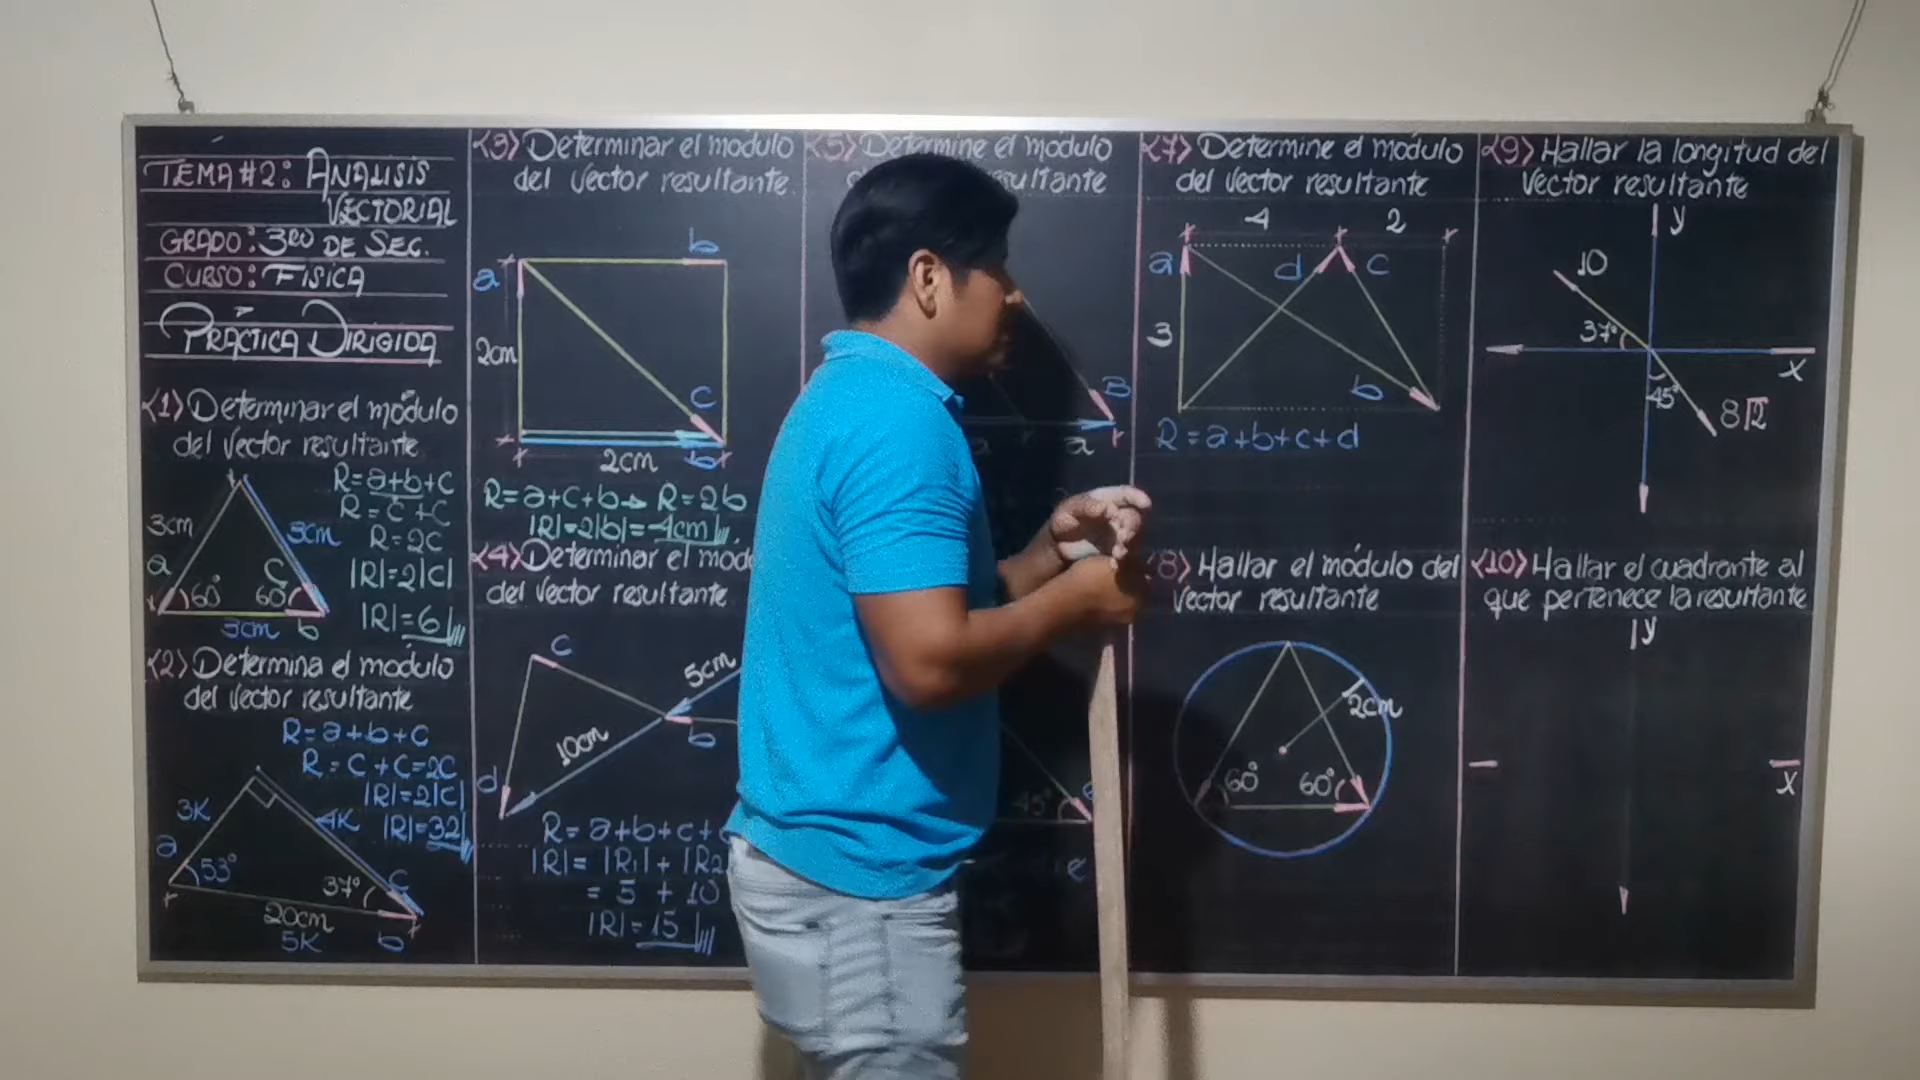 TEMA #2: ANALISIS
VECTORIAL
GRADO: 3RO DE SEC.
CURSO: FISICA
PRÁCTICA DIRIGIDA
<1> Determinar el módulo
del vector resultante
R=a+b+c
R=c+c
R=2c
|R|=2|c|
|R|=6
3cm
3cm
a
c
60°
60°
3cm
b
<2> Determina el módulo
del vector resultante
R=a+b+c
R=c+c=2c
|R|=2|c|
|R|=32
3K
4K
a
53°
37°
c
20cm
5K
b
<3> Determinar el módulo
del vector resultante.
b
a
2cm
c
2cm
b
R=a+c+b→R=2b
|R|=2|b|=4cm
<4> Determinar el
del vector resultante
c
5cm
10cm
b
d
R=a+b+c+
|R|=|R1|+|R2
=5+10
|R|=15
<5> Determine el módulo
B
a
a
45°
e
e
<7> Determine el módulo
del vector resultante
4
2
a
d
c
3
b
R=a+b+c+d
<8> Hallar el módulo del
vector resultante
2cm
60°
60°
<9> Hallar la longitud del
vector resultante
y
10
37°
x
45°
8√2
<10> Hallar el cuadrante al
que pertenece la resultante
y
x